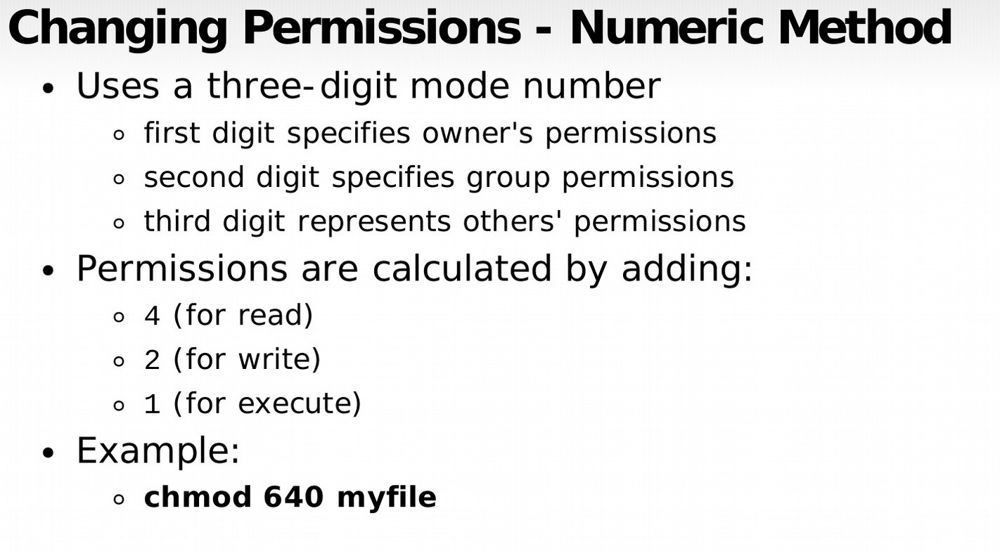 Changing Permissions - Numeric Method
• Uses a three-digit mode number
○ first digit specifies owner's permissions
○ second digit specifies group permissions
○ third digit represents others' permissions
• Permissions are calculated by adding:
○ 4 (for read)
○ 2 (for write)
○ 1 (for execute)
• Example:
○ chmod 640 myfile